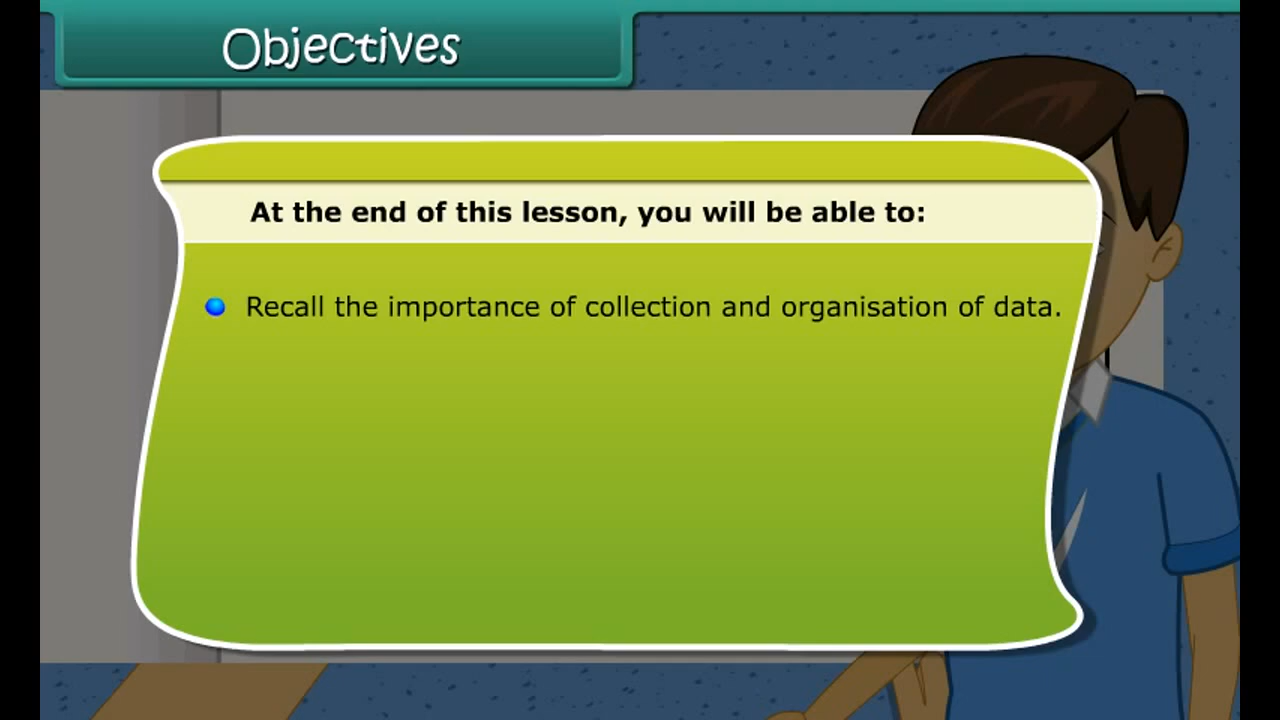 Objectives
At the end of this lesson, you will be able to:
Recall the importance of collection and organisation of data.